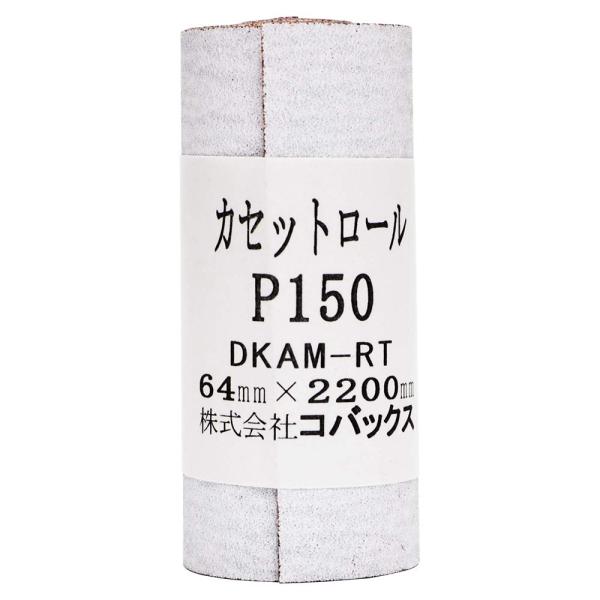 カセットロール
P150
DKAM-RT
64mm×2200mm
株式会社コバックス